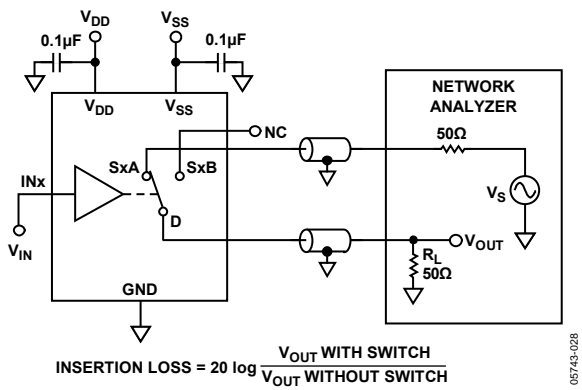 VDD
VSS
0.1µF
0.1µF
VDD
VSS
NETWORK
ANALYZER
NC
50Ω
SxA
SxB
INx
VS
D
VIN
VOUT
RL
50Ω
GND
INSERTION LOSS = 20 log VOUT WITH SWITCH
VOUT WITHOUT SWITCH
05743-028